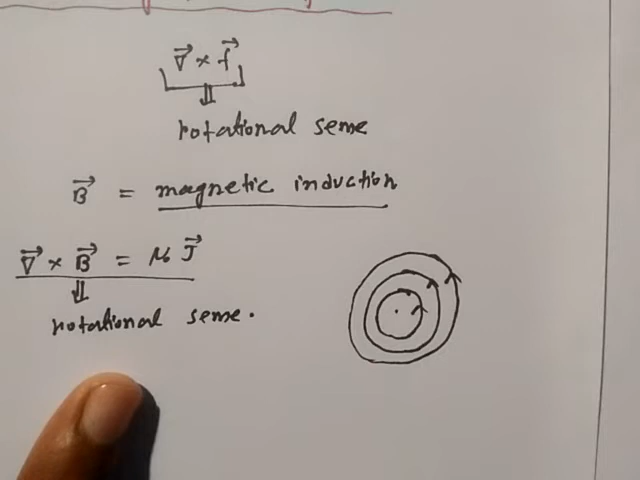 ∇⃗ × f⃗
⇓
rotational sense
B⃗ = magnetic induction
∇⃗ × B⃗ = μ J⃗
⇓
rotational sense.